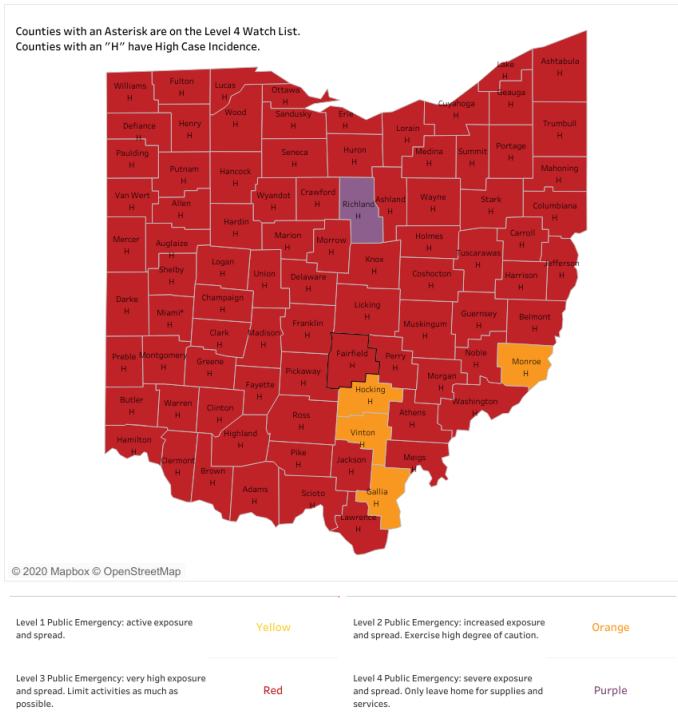 Counties with an Asterisk are on the Level 4 Watch List.
Counties with an "H" have High Case Incidence.
Williams
H
Fulton
H
Lucas
H
Ottawa
H
Lake
H
Ashtabula
H
Geauga
H
Cuyahoga
H
Defiance
H
Henry
H
Wood
H
Sandusky
H
Erie
H
Lorain
H
Trumbull
H
Paulding
H
Putnam
H
Hancock
H
Seneca
H
Huron
H
Medina
H
Summit
H
Portage
H
Mahoning
H
Van Wert
H
Allen
H
Wyandot
H
Crawford
H
Richland
H
Ashland
H
Wayne
H
Stark
H
Columbiana
H
Mercer
H
Auglaize
H
Hardin
H
Marion
H
Morrow
H
Holmes
H
Carroll
H
Tuscarawas
H
Jefferson
H
Shelby
H
Logan
H
Union
H
Delaware
H
Knox
H
Coshocton
H
Harrison
H
Darke
H
Miami*
H
Champaign
H
Clark
H
Madison
H
Franklin
H
Licking
H
Muskingum
H
Guernsey
H
Belmont
H
Preble
H
Montgomery
H
Greene
H
Fayette
H
Pickaway
H
Fairfield
H
Perry
H
Morgan
H
Noble
H
Monroe
H
Butler
H
Warren
H
Clinton
H
Ross
H
Hocking
H
Athens
H
Washington
H
Hamilton
H
Clermont
H
Highland
H
Pike
H
Vinton
H
Jackson
H
Meigs
H
Brown
H
Adams
H
Scioto
H
Gallia
H
Lawrence
H
© 2020 Mapbox © OpenStreetMap
Level 1 Public Emergency: active exposure
and spread.
Yellow
Level 2 Public Emergency: increased exposure
and spread. Exercise high degree of caution.
Orange
Level 3 Public Emergency: very high exposure
and spread. Limit activities as much as
possible.
Red
Level 4 Public Emergency: severe exposure
and spread. Only leave home for supplies and
services.
Purple